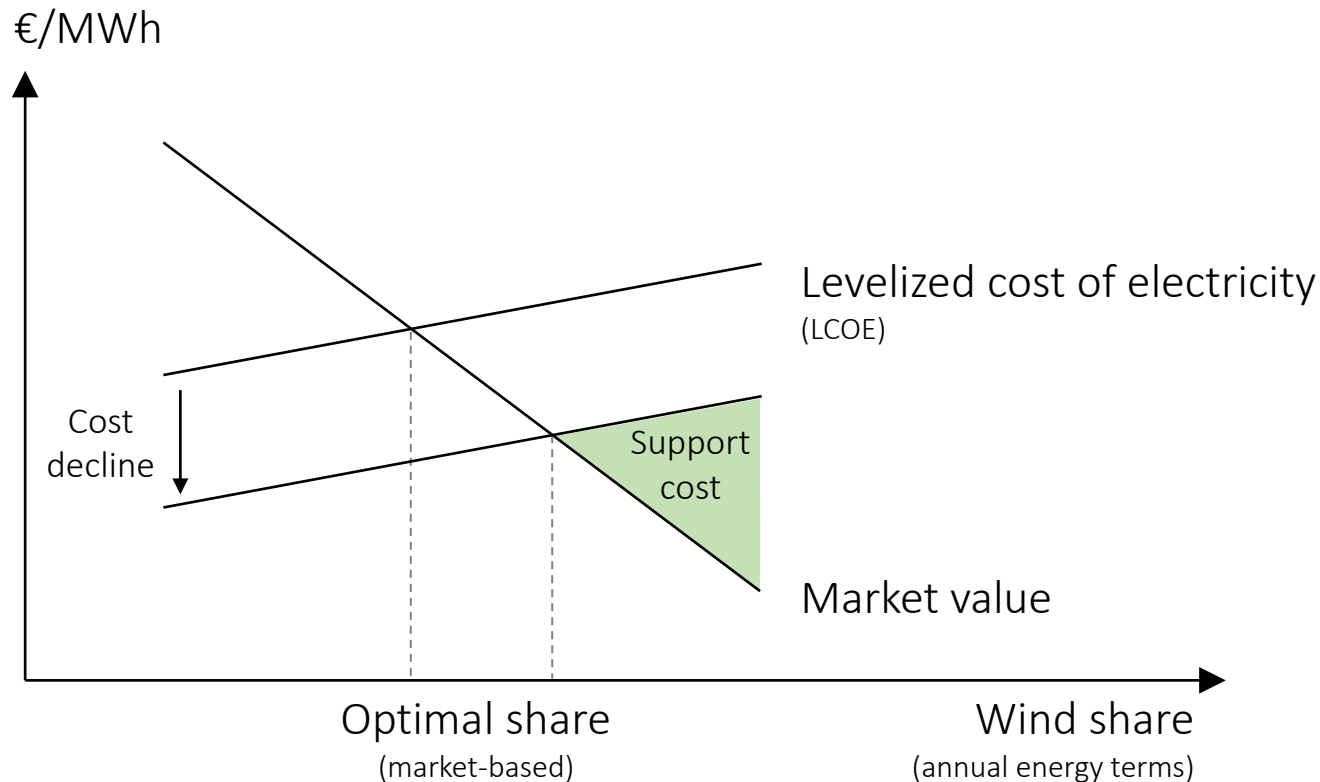 €/MWh
Levelized cost of electricity
(LCOE)
Cost
decline
Support
cost
Market value
Optimal share
(market-based)
Wind share
(annual energy terms)